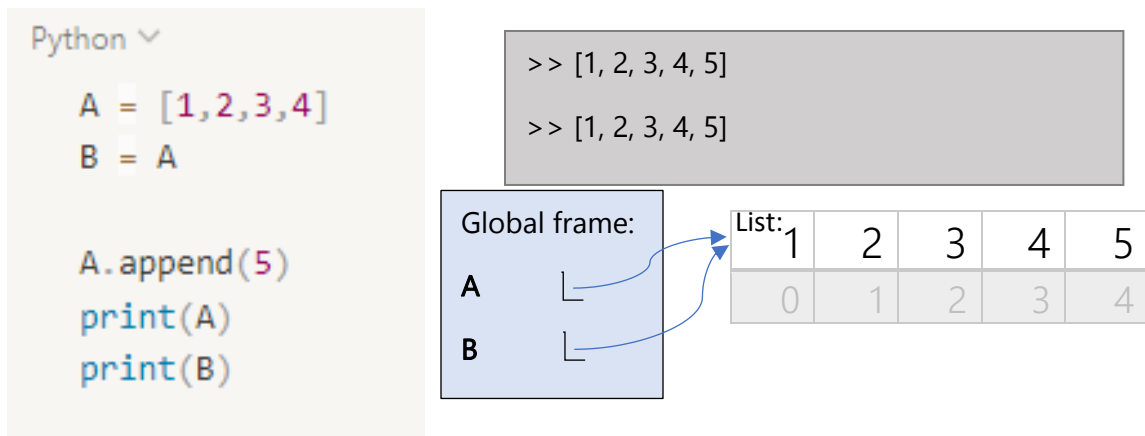 Python
A = [1,2,3,4]
B = A
A.append(5)
print(A)
print(B)
>> [1, 2, 3, 4, 5]
>> [1, 2, 3, 4, 5]
Global frame:
A
B
List:
1 2 3 4 5
0 1 2 3 4